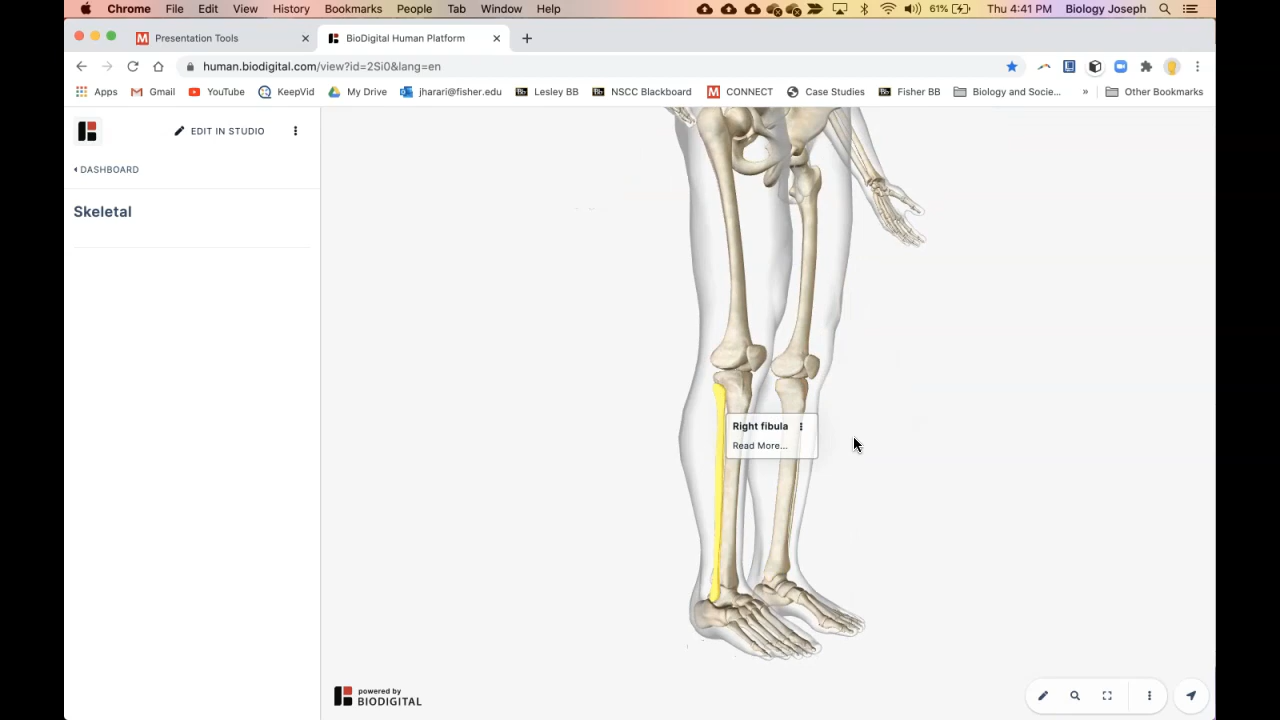 Chrome File Edit View History Bookmarks People Tab Window Help 61% Thu 4:41 PM Biology Joseph
Presentation Tools BioDigital Human Platform
human.biodigital.com/view?id=2Si0&lang=en
Apps Gmail YouTube KeepVid My Drive jharari@fisher.edu Lesley BB NSCC Blackboard CONNECT Case Studies Fisher BB Biology and Socie... » Other Bookmarks
EDIT IN STUDIO
DASHBOARD
Skeletal
Right fibula
Read More...
powered by
BIODIGITAL